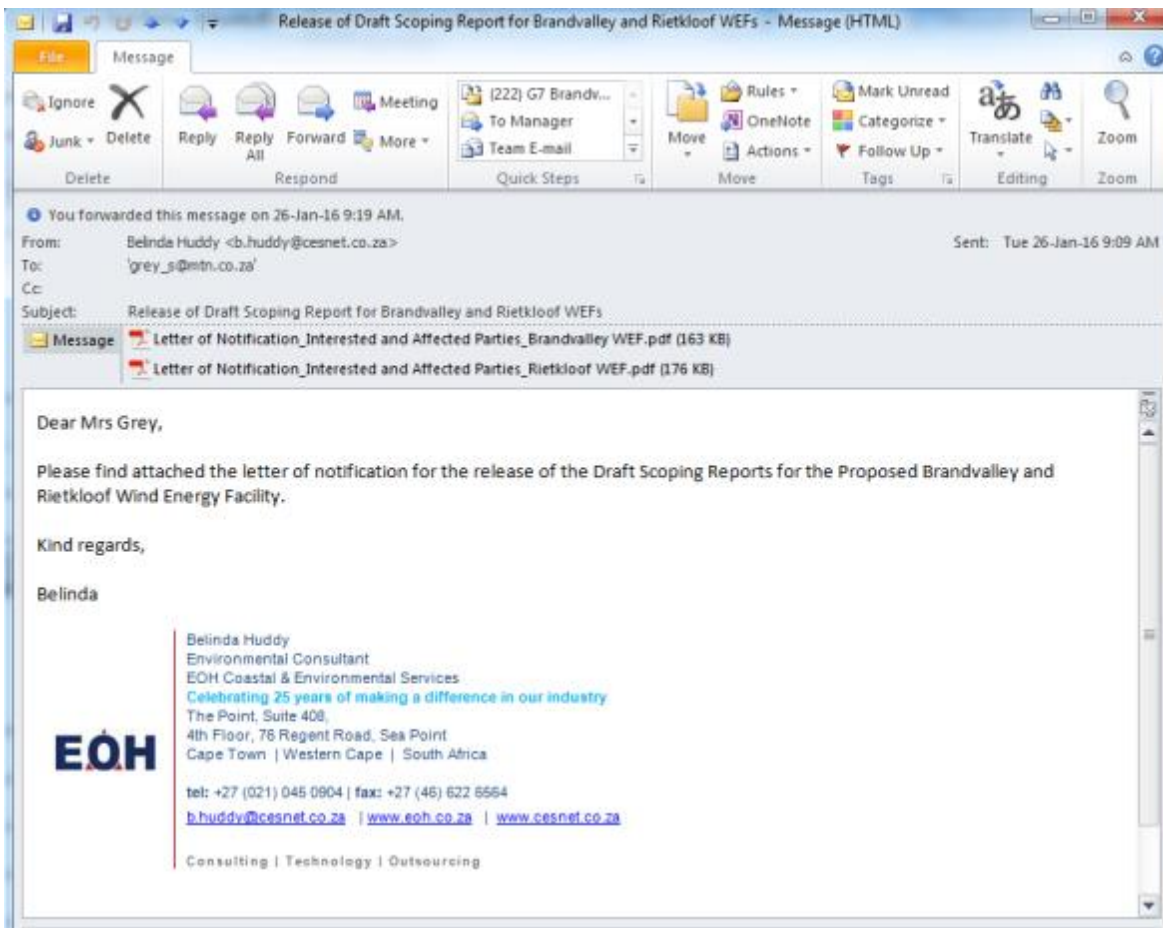 Release of Draft Scoping Report for Brandvalley and Rietkloof WEFs - Message (HTML)
File Message
Ignore
Junk
Delete
Reply
Reply All
Forward
Meeting
More
(222) G7 Brandv...
To Manager
Team E-mail
Move
Rules
OneNote
Actions
Mark Unread
Categorize
Follow Up
Translate
Zoom
Delete Respond Quick Steps Move Tags Editing Zoom
You forwarded this message on 26-Jan-16 9:19 AM.
From: Belinda Huddy <b.huddy@cesnet.co.za> Sent: Tue 26-Jan-16 9:09 AM
To: 'grey_s@mtn.co.za'
Cc:
Subject: Release of Draft Scoping Report for Brandvalley and Rietkloof WEFs
Message Letter of Notification_Interested and Affected Parties_Brandvalley WEF.pdf (163 KB)
Letter of Notification_Interested and Affected Parties_Rietkloof WEF.pdf (176 KB)
Dear Mrs Grey,
Please find attached the letter of notification for the release of the Draft Scoping Reports for the Proposed Brandvalley and
Rietkloof Wind Energy Facility.
Kind regards,
Belinda
EOH
Belinda Huddy
Environmental Consultant
EOH Coastal & Environmental Services
Celebrating 25 years of making a difference in our industry
The Point, Suite 408,
4th Floor, 76 Regent Road, Sea Point
Cape Town | Western Cape | South Africa
tel: +27 (021) 045 0904 | fax: +27 (46) 622 6564
b.huddy@cesnet.co.za | www.eoh.co.za | www.cesnet.co.za
Consulting | Technology | Outsourcing